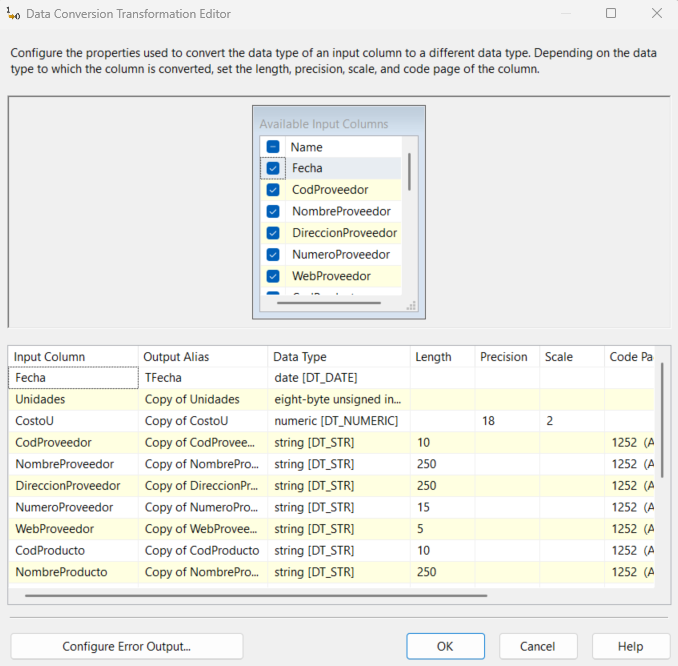 Data Conversion Transformation Editor
Configure the properties used to convert the data type of an input column to a different data type. Depending on the data
type to which the column is converted, set the length, precision, scale, and code page of the column.
Available Input Columns
Name
Fecha
CodProveedor
NombreProveedor
DireccionProveedor
NumeroProveedor
WebProveedor
Input Column Output Alias Data Type Length Precision Scale Code Pa
Fecha TFecha date [DT_DATE]
Unidades Copy of Unidades eight-byte unsigned in...
CostoU Copy of CostoU numeric [DT_NUMERIC] 18 2
CodProveedor Copy of CodProvee... string [DT_STR] 10 1252 (A
NombreProveedor Copy of NombrePro... string [DT_STR] 250 1252 (A
DireccionProveedor Copy of DireccionPr... string [DT_STR] 250 1252 (A
NumeroProveedor Copy of NumeroPro... string [DT_STR] 15 1252 (A
WebProveedor Copy of WebProvee... string [DT_STR] 5 1252 (A
CodProducto Copy of CodProducto string [DT_STR] 10 1252 (A
NombreProducto Copy of NombrePro... string [DT_STR] 250 1252 (A
Configure Error Output... OK Cancel Help